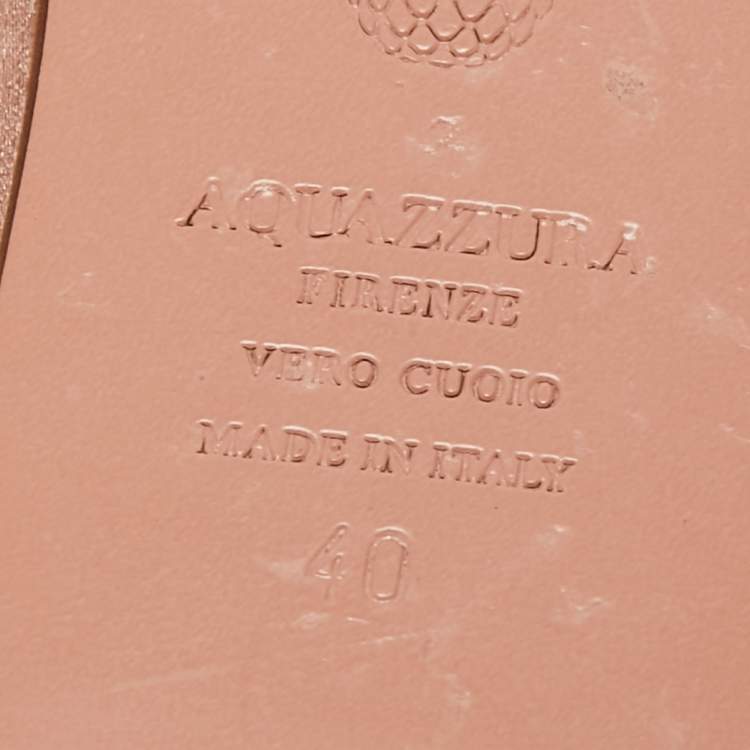 AQUAZZURA
FIRENZE
VERO CUOIO
MADE IN ITALY
40